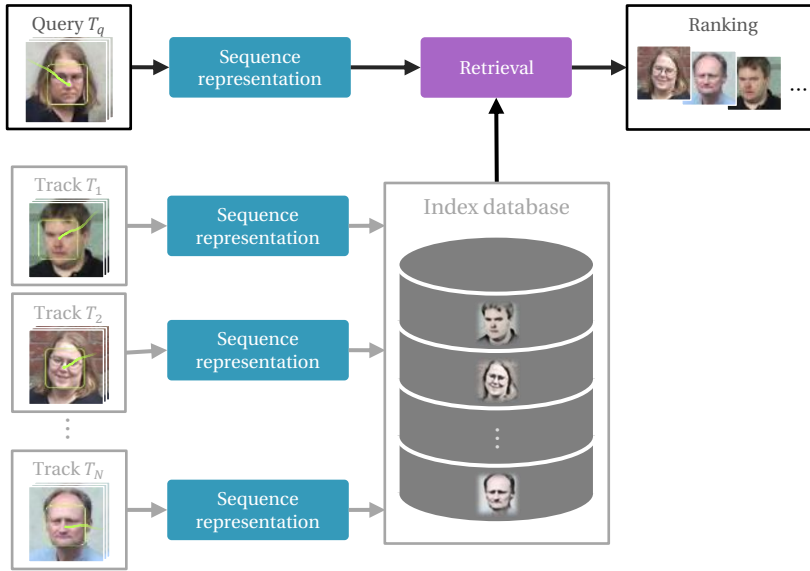 Query T_q
Sequence
representation
Retrieval
Ranking
...
Track T_1
Sequence
representation
Index database
Track T_2
Sequence
representation
Track T_N
Sequence
representation